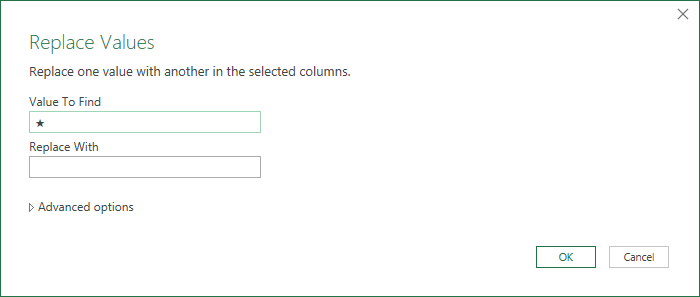 Replace Values
Replace one value with another in the selected columns.
Value To Find
★
Replace With
Advanced options
OK
Cancel